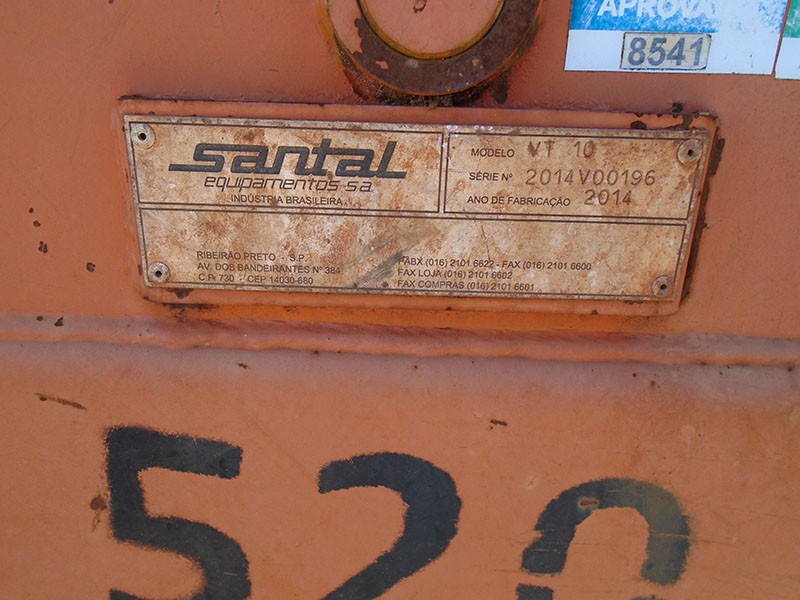 APROVA
8541
santal
equipamentos s.a.
INDÚSTRIA BRASILEIRA
MODELO VT 10
SÉRIE Nº 2014V00196
ANO DE FABRICAÇÃO 2014
RIBEIRÃO PRETO - S.P.
AV. DOS BANDEIRANTES Nº 384
C.P. 730 - CEP 14030-680
PABX (016) 2101 6622 - FAX (016) 2101 6600
FAX LOJA (016) 2101 6602
FAX COMPRAS (016) 2101 6601
52